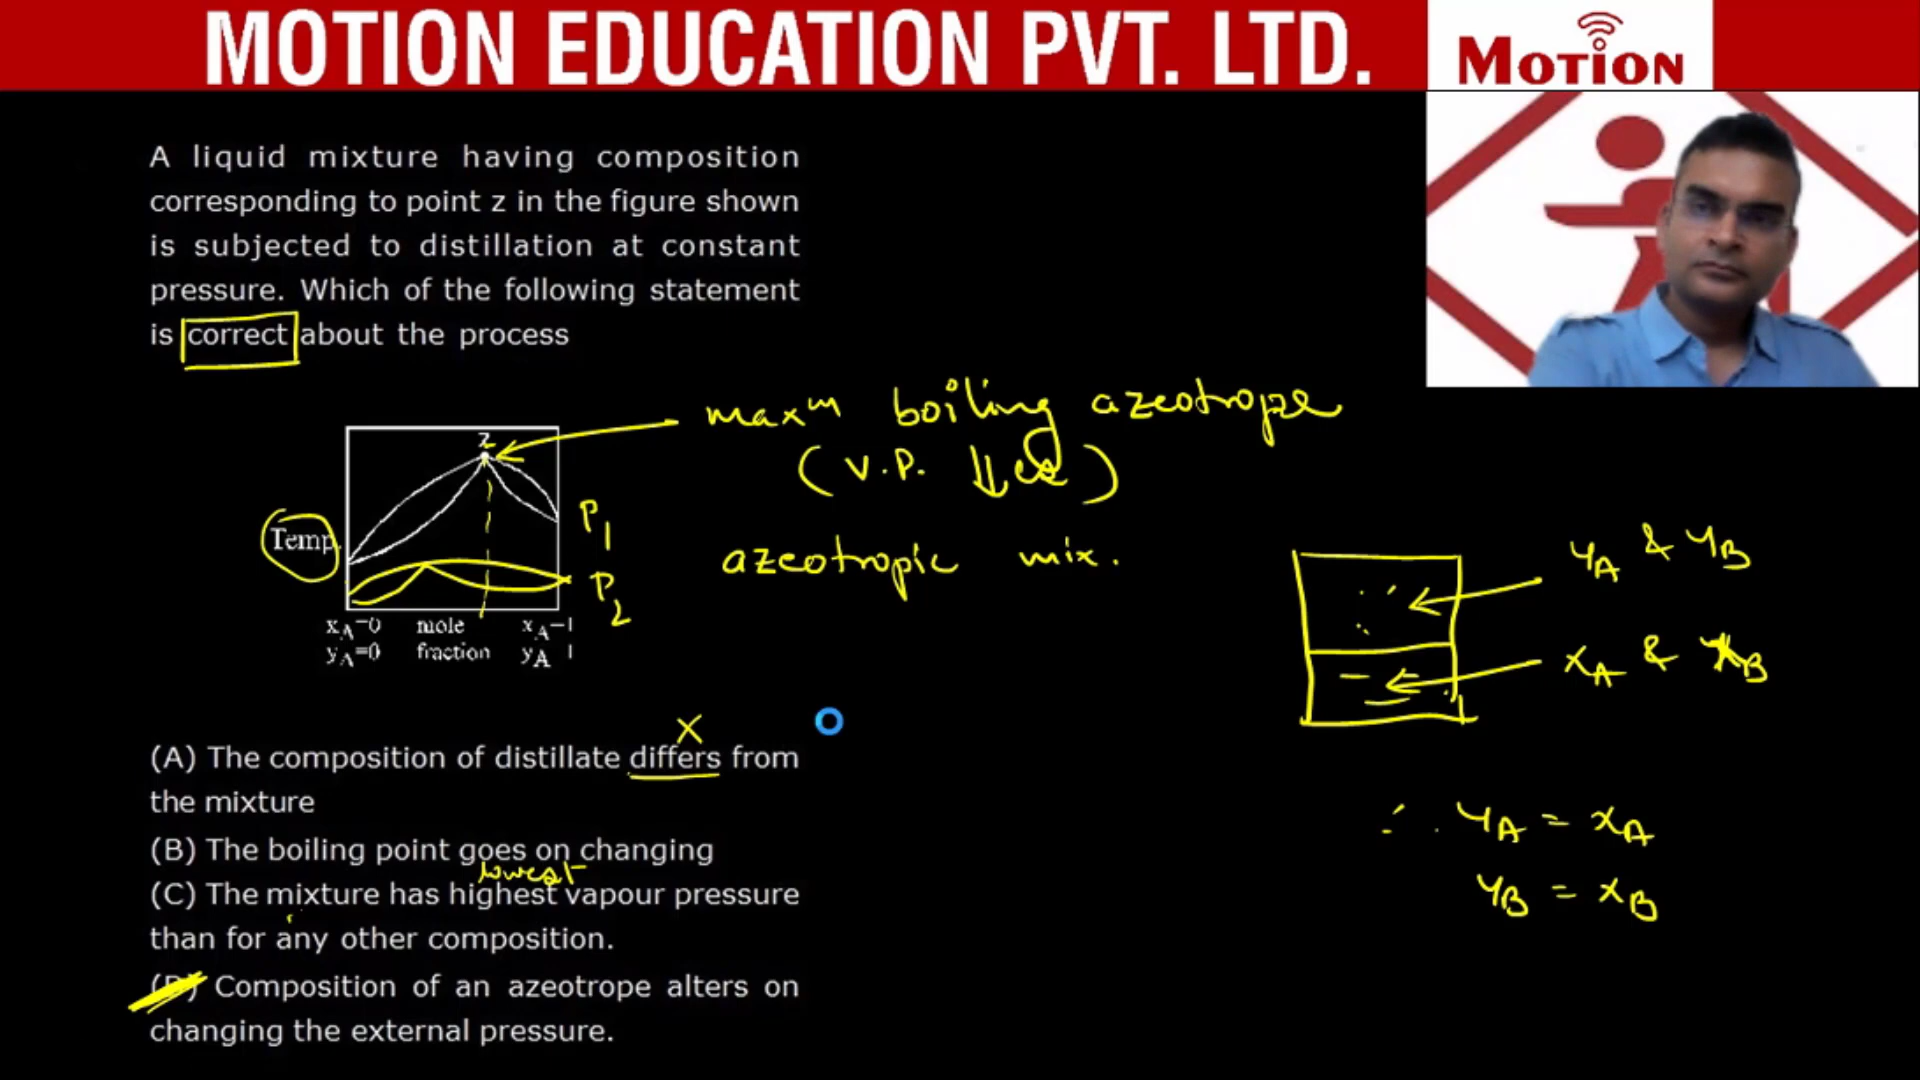 MOTION EDUCATION PVT. LTD.
MOTION
A liquid mixture having composition
corresponding to point z in the figure shown
is subjected to distillation at constant
pressure. Which of the following statement
is correct about the process
max^m boiling azeotrope
(V.P. ↓↓es)
azeotropic mix.
z
Temp.
P1
P2
xA=0 mole xA=1
yA=0 fraction yA 1
yA & yB
xA & xB
∴ yA = xA
yB = xB
X
(A) The composition of distillate differs from
the mixture
(B) The boiling point goes on changing
lowest
(C) The mixture has highest vapour pressure
than for any other composition.
(D) Composition of an azeotrope alters on
changing the external pressure.